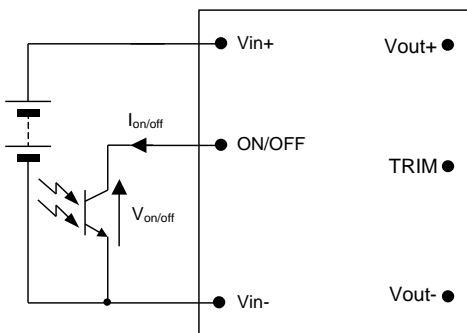 Vin+
Vout+
Ion/off
ON/OFF
TRIM
Von/off
Vin-
Vout-